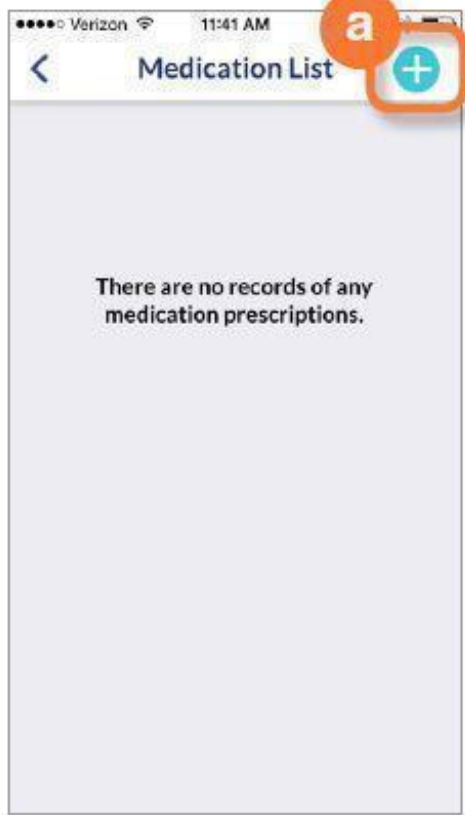 Verizon 11:41 AM
a
Medication List
There are no records of any
medication prescriptions.